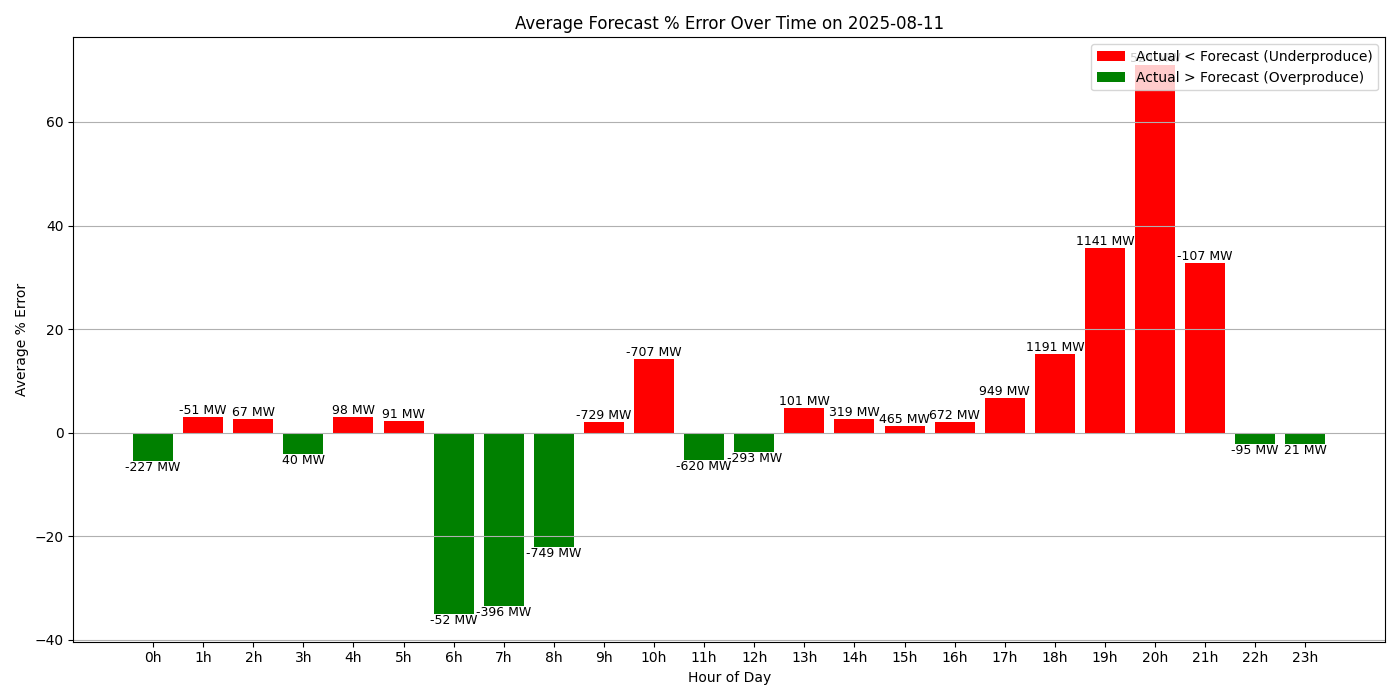 Average Forecast % Error Over Time on 2025-08-11
Actual < Forecast (Underproduce)
Actual > Forecast (Overproduce)
Average % Error
60
40
20
0
−20
−40
-227 MW
-51 MW
67 MW
40 MW
98 MW
91 MW
-52 MW
-396 MW
-749 MW
-729 MW
-707 MW
-620 MW
-293 MW
101 MW
319 MW
465 MW
672 MW
949 MW
1191 MW
1141 MW
-107 MW
-95 MW
21 MW
0h 1h 2h 3h 4h 5h 6h 7h 8h 9h 10h 11h 12h 13h 14h 15h 16h 17h 18h 19h 20h 21h 22h 23h
Hour of Day